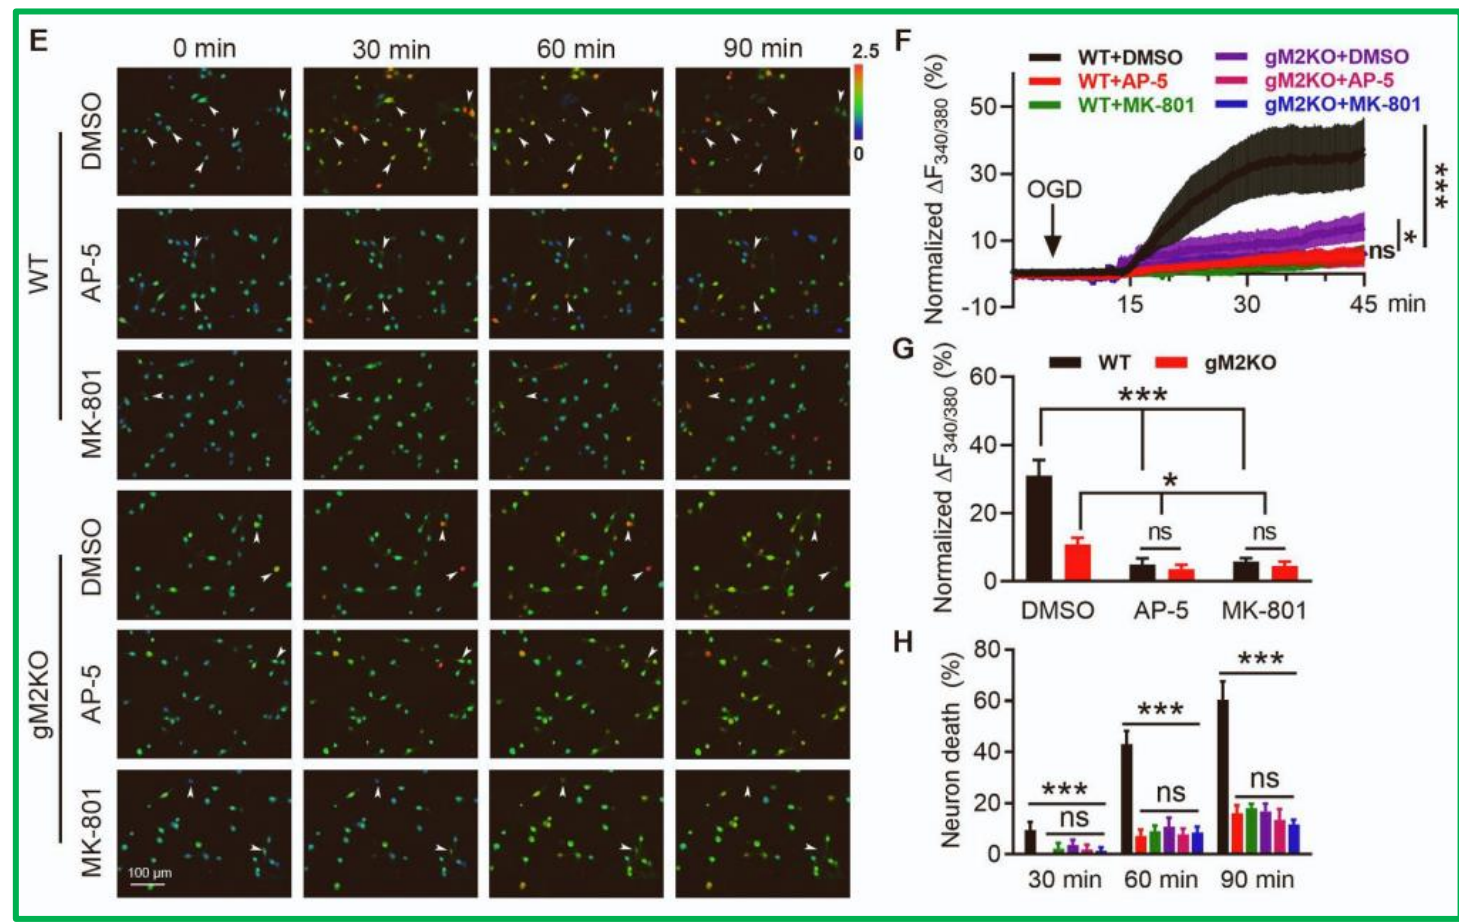 E
0 min 30 min 60 min 90 min
2.5
0
WT
DMSO
AP-5
MK-801
gM2KO
DMSO
AP-5
MK-801
100 µm
F
WT+DMSO gM2KO+DMSO
WT+AP-5 gM2KO+AP-5
WT+MK-801 gM2KO+MK-801
Normalized ΔF340/380 (%)
50
30
10
-10
OGD
***
*
ns
15 30 45 min
G
WT gM2KO
Normalized ΔF340/380 (%)
60
40
20
0
***
*
ns ns
DMSO AP-5 MK-801
H
Neuron death (%)
80
60
40
20
0
***
***
***
ns ns ns
30 min 60 min 90 min